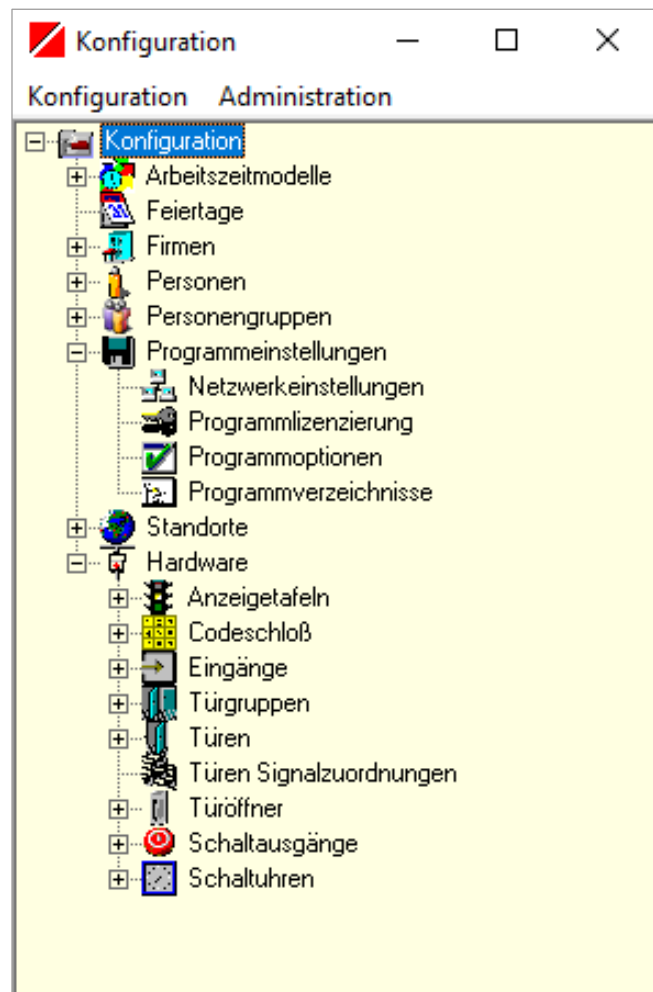 Konfiguration
Konfiguration Administration
Konfiguration
Arbeitszeitmodelle
Feiertage
Firmen
Personen
Personengruppen
Programmeinstellungen
Netzwerkeinstellungen
Programmlizenzierung
Programmoptionen
Programmverzeichnisse
Standorte
Hardware
Anzeigetafeln
Codeschloß
Eingänge
Türgruppen
Türen
Türen Signalzuordnungen
Türöffner
Schaltausgänge
Schaltuhren